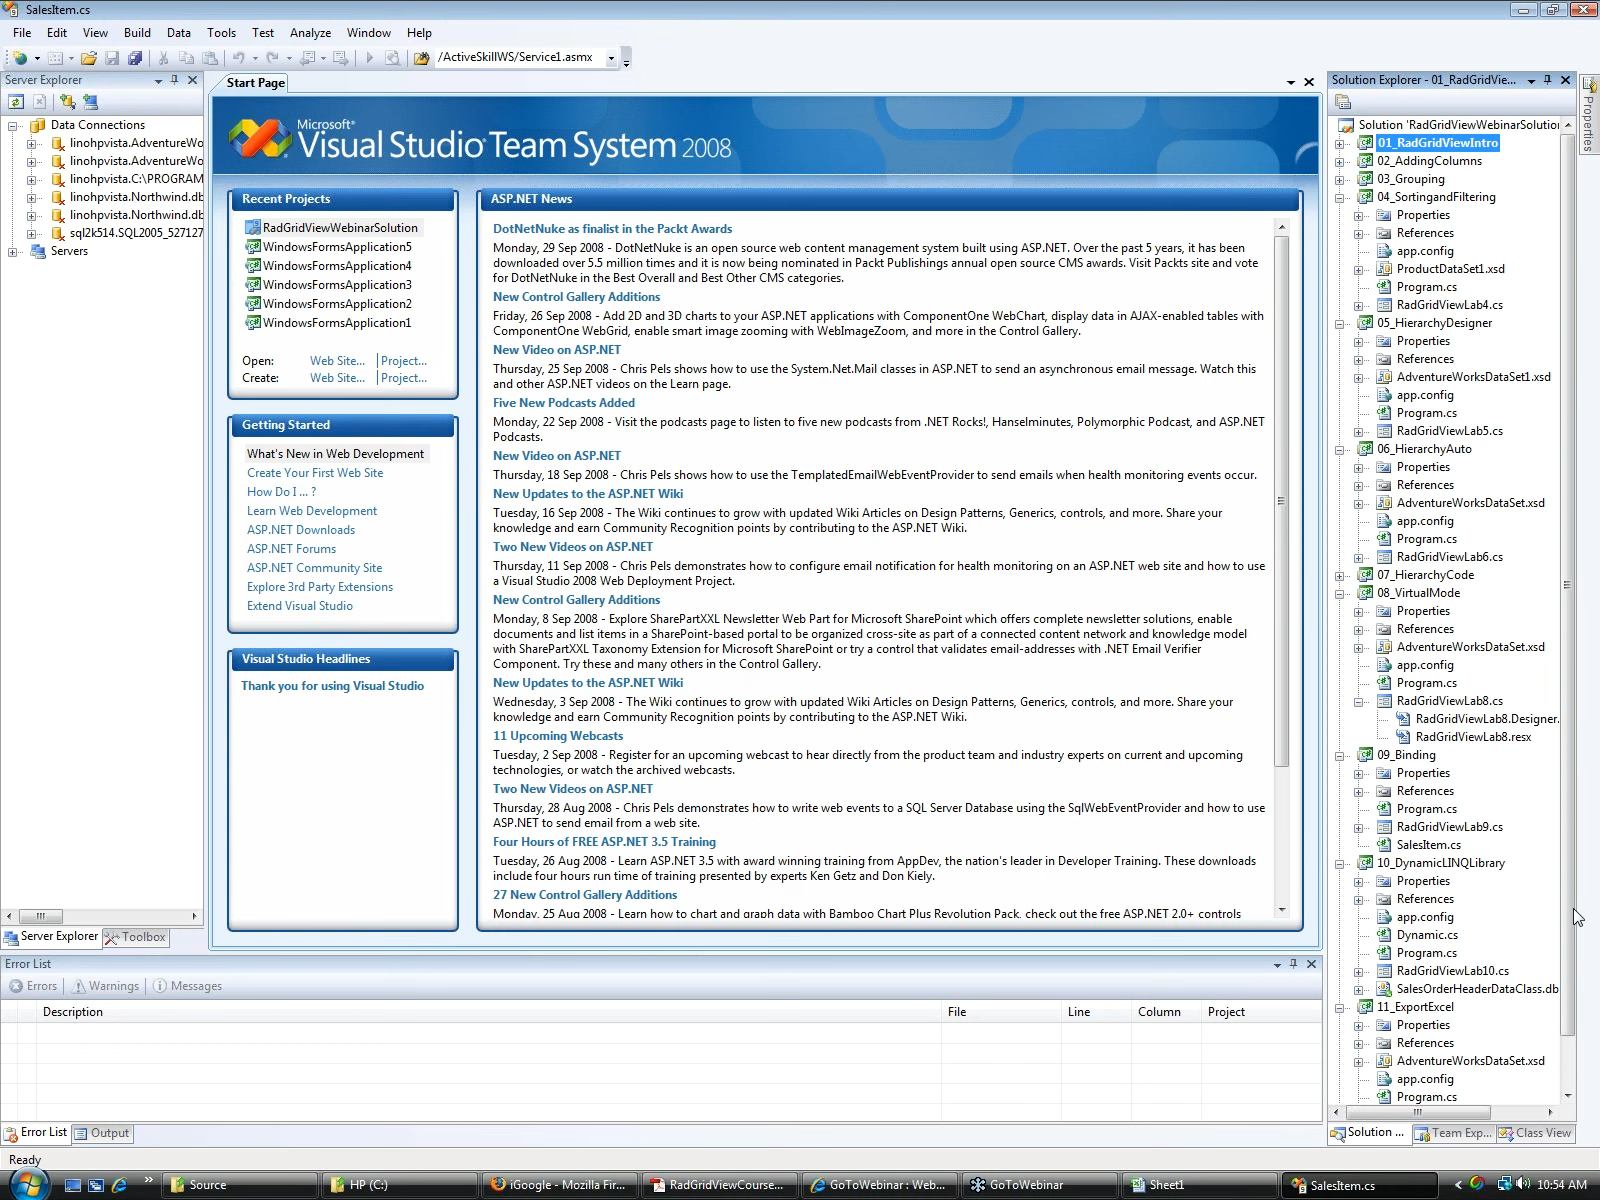 SalesItem.cs
File Edit View Build Data Tools Test Analyze Window Help
/ActiveSkillWS/Service1.asmx
Server Explorer
Data Connections
linohpvista.AdventureWo
linohpvista.AdventureWo
linohpvista.C:\PROGRAM
linohpvista.Northwind.db
linohpvista.Northwind.db
sql2k514.SQL2005_527127
Servers
Server Explorer Toolbox
Start Page
Microsoft®
Visual Studio Team System 2008
Recent Projects
RadGridViewWebinarSolution
WindowsFormsApplication5
WindowsFormsApplication4
WindowsFormsApplication3
WindowsFormsApplication2
WindowsFormsApplication1
Open: Web Site... Project...
Create: Web Site... Project...
Getting Started
What's New in Web Development
Create Your First Web Site
How Do I ... ?
Learn Web Development
ASP.NET Downloads
ASP.NET Forums
ASP.NET Community Site
Explore 3rd Party Extensions
Extend Visual Studio
Visual Studio Headlines
Thank you for using Visual Studio
ASP.NET News
DotNetNuke as finalist in the Packt Awards
Monday, 29 Sep 2008 - DotNetNuke is an open source web content management system built using ASP.NET. Over the past 5 years, it has been
downloaded over 5.5 million times and it is now being nominated in Packt Publishings annual open source CMS awards. Visit Packts site and vote
for DotNetNuke in the Best Overall and Best Other CMS categories.
New Control Gallery Additions
Friday, 26 Sep 2008 - Add 2D and 3D charts to your ASP.NET applications with ComponentOne WebChart, display data in AJAX-enabled tables with
ComponentOne WebGrid, enable smart image zooming with WebImageZoom, and more in the Control Gallery.
New Video on ASP.NET
Thursday, 25 Sep 2008 - Chris Pels shows how to use the System.Net.Mail classes in ASP.NET to send an asynchronous email message. Watch this
and other ASP.NET videos on the Learn page.
Five New Podcasts Added
Monday, 22 Sep 2008 - Visit the podcasts page to listen to five new podcasts from .NET Rocks!, Hanselminutes, Polymorphic Podcast, and ASP.NET
Podcasts.
New Video on ASP.NET
Thursday, 18 Sep 2008 - Chris Pels shows how to use the TemplatedEmailWebEventProvider to send emails when health monitoring events occur.
New Updates to the ASP.NET Wiki
Tuesday, 16 Sep 2008 - The Wiki continues to grow with updated Wiki Articles on Design Patterns, Generics, controls, and more. Share your
knowledge and earn Community Recognition points by contributing to the ASP.NET Wiki.
Two New Videos on ASP.NET
Thursday, 11 Sep 2008 - Chris Pels demonstrates how to configure email notification for health monitoring on an ASP.NET web site and how to use
a Visual Studio 2008 Web Deployment Project.
New Control Gallery Additions
Monday, 8 Sep 2008 - Explore SharePartXXL Newsletter Web Part for Microsoft SharePoint which offers complete newsletter solutions, enable
documents and list items in a SharePoint-based portal to be organized cross-site as part of a connected content network and knowledge model
with SharePartXXL Taxonomy Extension for Microsoft SharePoint or try a control that validates email-addresses with .NET Email Verifier
Component. Try these and many others in the Control Gallery.
New Updates to the ASP.NET Wiki
Wednesday, 3 Sep 2008 - The Wiki continues to grow with updated Wiki Articles on Design Patterns, Generics, controls, and more. Share your
knowledge and earn Community Recognition points by contributing to the ASP.NET Wiki.
11 Upcoming Webcasts
Tuesday, 2 Sep 2008 - Register for an upcoming webcast to hear directly from the product team and industry experts on current and upcoming
technologies, or watch the archived webcasts.
Two New Videos on ASP.NET
Thursday, 28 Aug 2008 - Chris Pels demonstrates how to write web events to a SQL Server Database using the SqlWebEventProvider and how to use
ASP.NET to send email from a web site.
Four Hours of FREE ASP.NET 3.5 Training
Tuesday, 26 Aug 2008 - Learn ASP.NET 3.5 with award winning training from AppDev, the nation's leader in Developer Training. These downloads
include four hours run time of training presented by experts Ken Getz and Don Kiely.
27 New Control Gallery Additions
Monday, 25 Aug 2008 - Learn how to chart and graph data with Bamboo Chart Plus Revolution Pack, check out the free ASP.NET 2.0+ controls
Solution Explorer - 01_RadGridVie...
Properties
Solution 'RadGridViewWebinarSolution
01_RadGridViewIntro
02_AddingColumns
03_Grouping
04_SortingandFiltering
Properties
References
app.config
ProductDataSet1.xsd
Program.cs
RadGridViewLab4.cs
05_HierarchyDesigner
Properties
References
AdventureWorksDataSet1.xsd
app.config
Program.cs
RadGridViewLab5.cs
06_HierarchyAuto
Properties
References
AdventureWorksDataSet.xsd
app.config
Program.cs
RadGridViewLab6.cs
07_HierarchyCode
08_VirtualMode
Properties
References
AdventureWorksDataSet.xsd
app.config
Program.cs
RadGridViewLab8.cs
RadGridViewLab8.Designer.
RadGridViewLab8.resx
09_Binding
Properties
References
Program.cs
RadGridViewLab9.cs
SalesItem.cs
10_DynamicLINQLibrary
Properties
References
app.config
Dynamic.cs
Program.cs
RadGridViewLab10.cs
SalesOrderHeaderDataClass.db
11_ExportExcel
Properties
References
AdventureWorksDataSet.xsd
app.config
Program.cs
Solution ... Team Exp... Class View
Error List
Errors Warnings Messages
Description File Line Column Project
Error List Output
Ready
Source HP (C:) iGoogle - Mozilla Fir... RadGridViewCourse... GoToWebinar : Web... GoToWebinar Sheet1 SalesItem.cs 10:54 AM